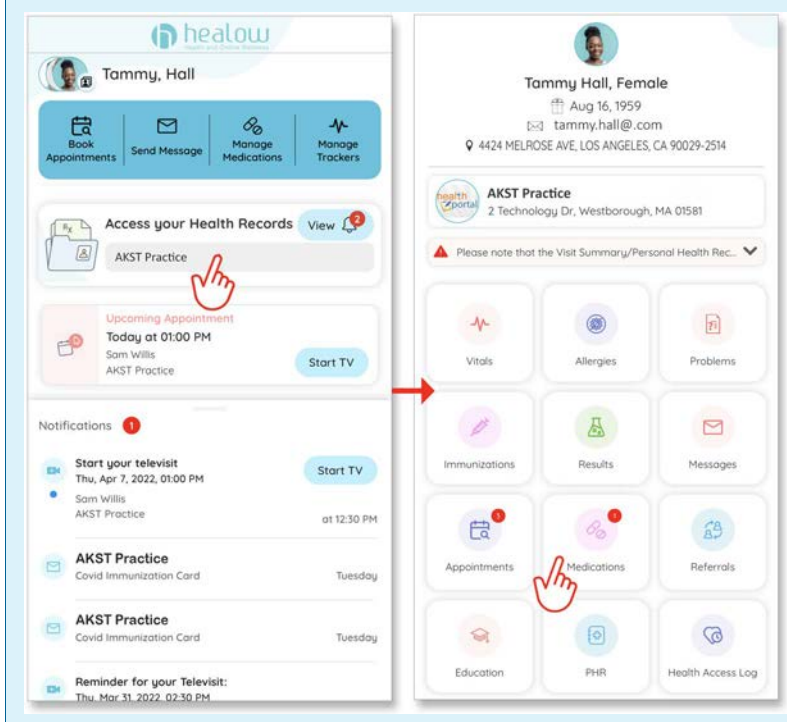 healow
Health and Online Wellness
Tammy, Hall
Book
Appointments
Send Message
Manage
Medications
Manage
Trackers
Access your Health Records
View
2
AKST Practice
Upcoming Appointment
Today at 01:00 PM
Sam Willis
AKST Practice
Start TV
Notifications
1
Start your televisit
Thu, Apr 7, 2022, 01:00 PM
Sam Willis
AKST Practice
Start TV
at 12:30 PM
AKST Practice
Covid Immunization Card
Tuesday
AKST Practice
Covid Immunization Card
Tuesday
Reminder for your Televisit:
Thu, Mar 31, 2022, 02:30 PM
Tammy Hall, Female
Aug 16, 1959
tammy.hall@.com
4424 MELROSE AVE, LOS ANGELES, CA 90029-2514
health
portal
AKST Practice
2 Technology Dr, Westborough, MA 01581
Please note that the Visit Summary/Personal Health Rec...
Vitals
Allergies
Problems
Immunizations
Results
Messages
Appointments
Medications
Referrals
Education
PHR
Health Access Log